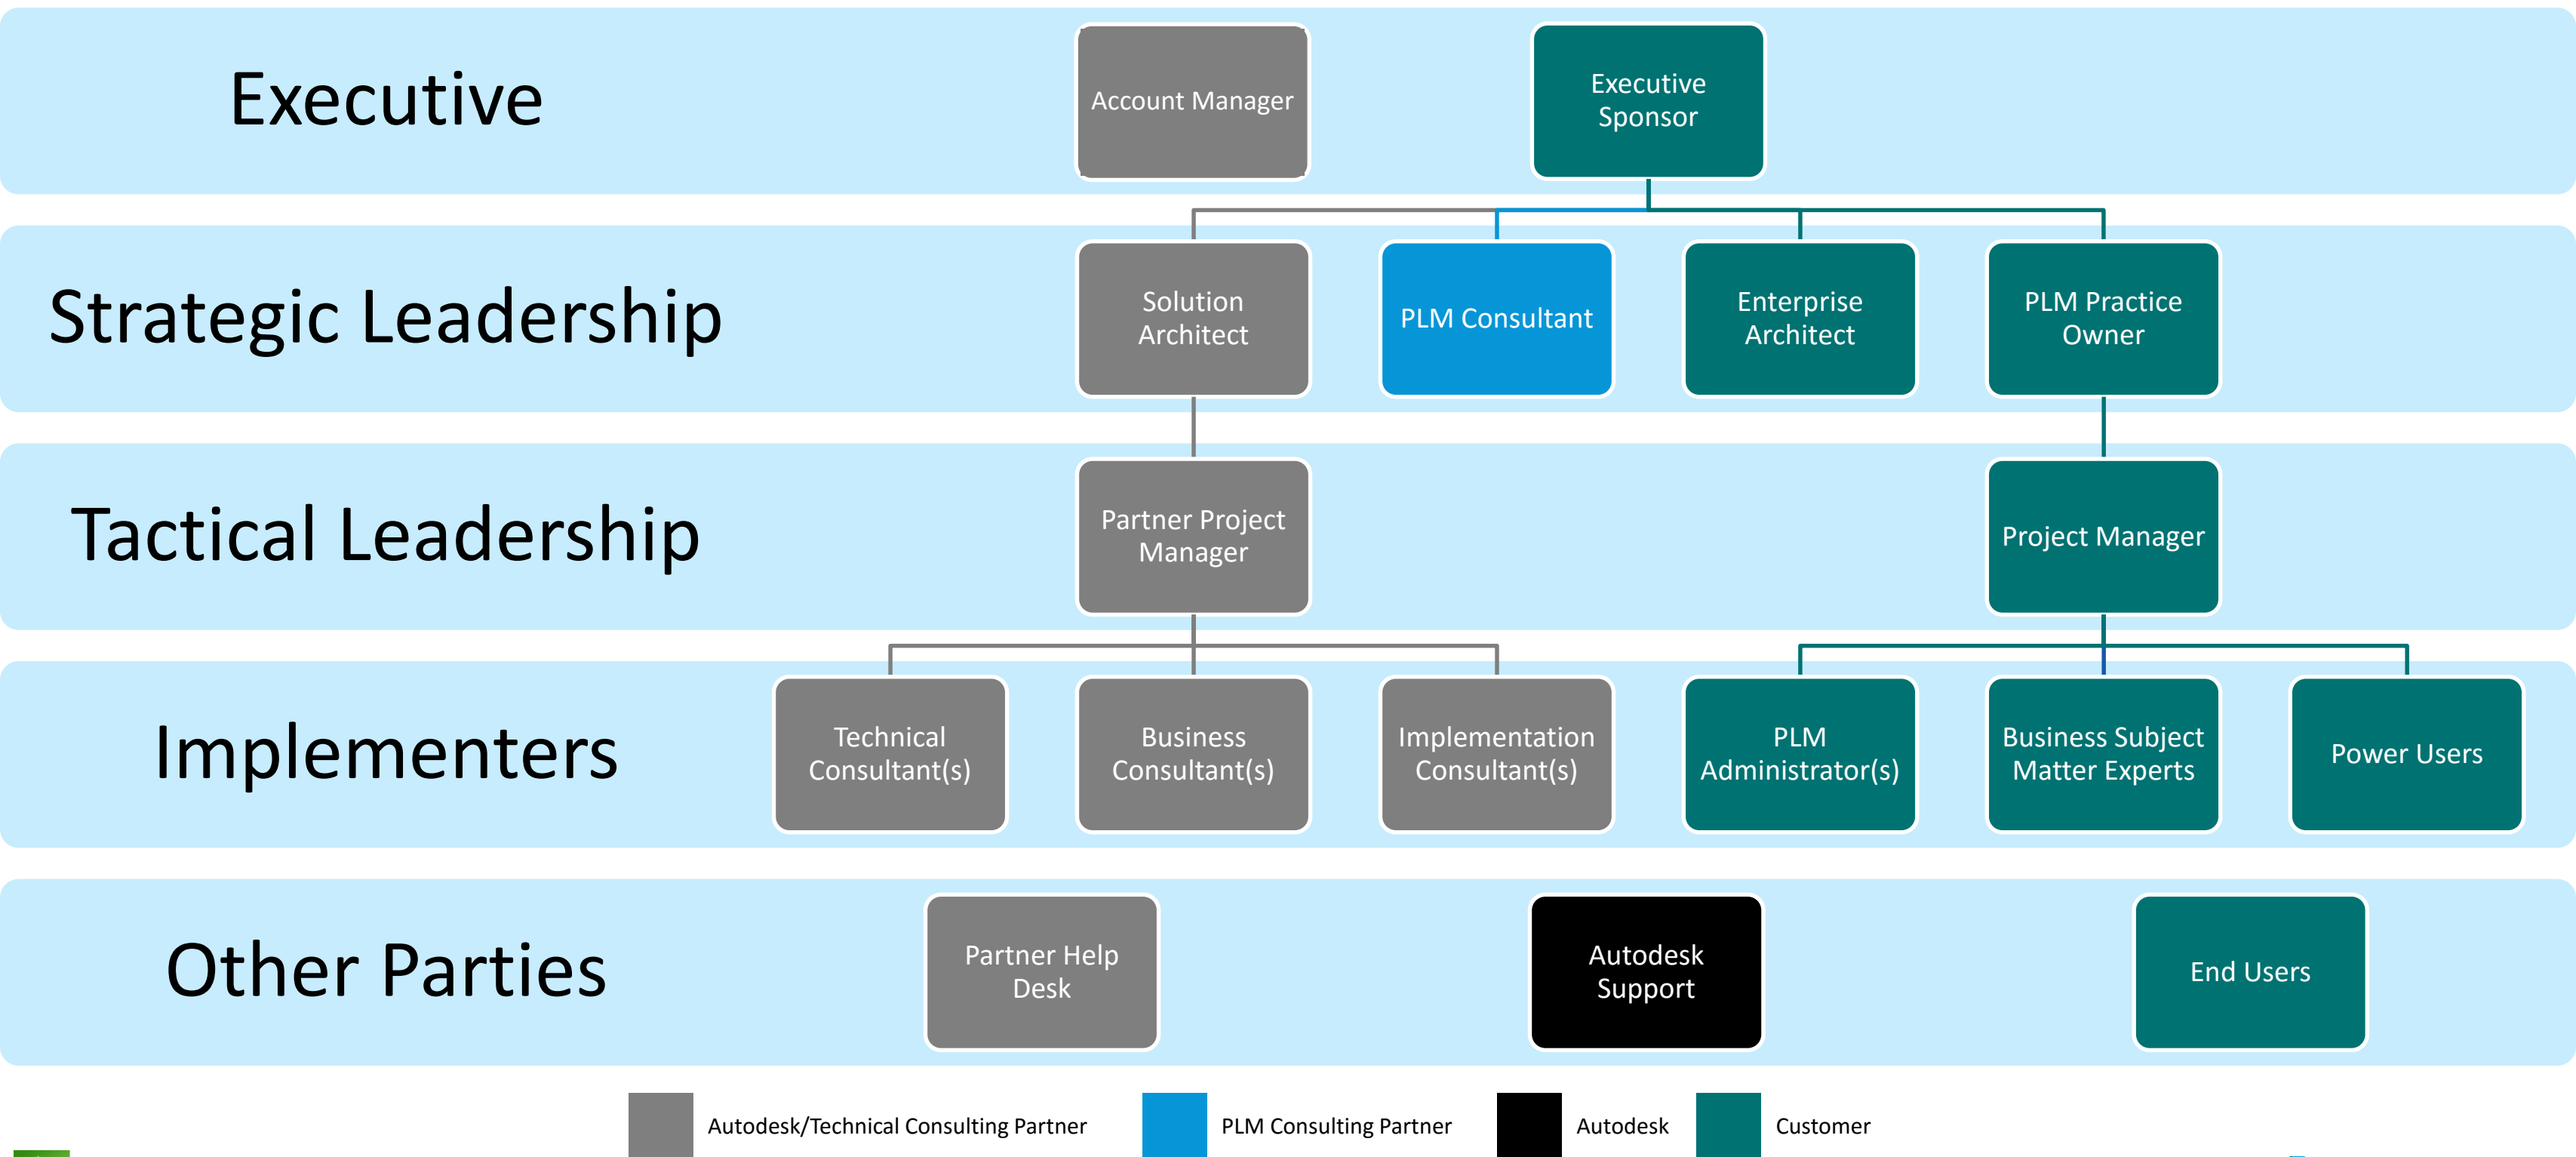 Executive
Account Manager
Executive
Sponsor
Strategic Leadership
Solution
Architect
PLM Consultant
Enterprise
Architect
PLM Practice
Owner
Tactical Leadership
Partner Project
Manager
Project Manager
Implementers
Technical
Consultant(s)
Business
Consultant(s)
Implementation
Consultant(s)
PLM
Administrator(s)
Business Subject
Matter Experts
Power Users
Other Parties
Partner Help
Desk
Autodesk
Support
End Users
Autodesk/Technical Consulting Partner
PLM Consulting Partner
Autodesk
Customer